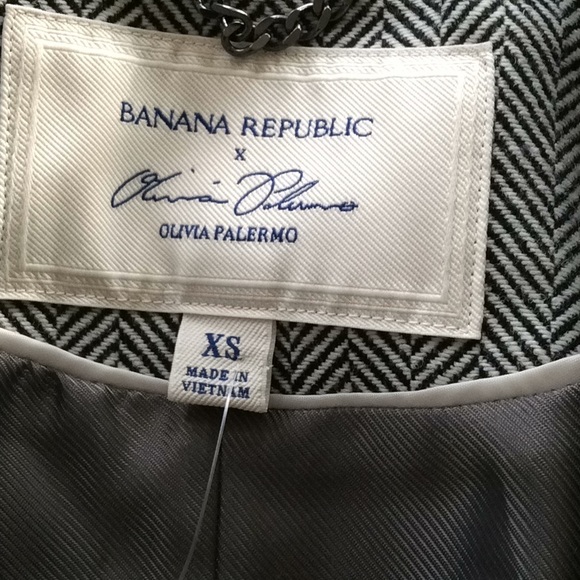 BANANA REPUBLIC
X
Olivia Palermo
OLIVIA PALERMO
XS
MADE IN
VIETNAM